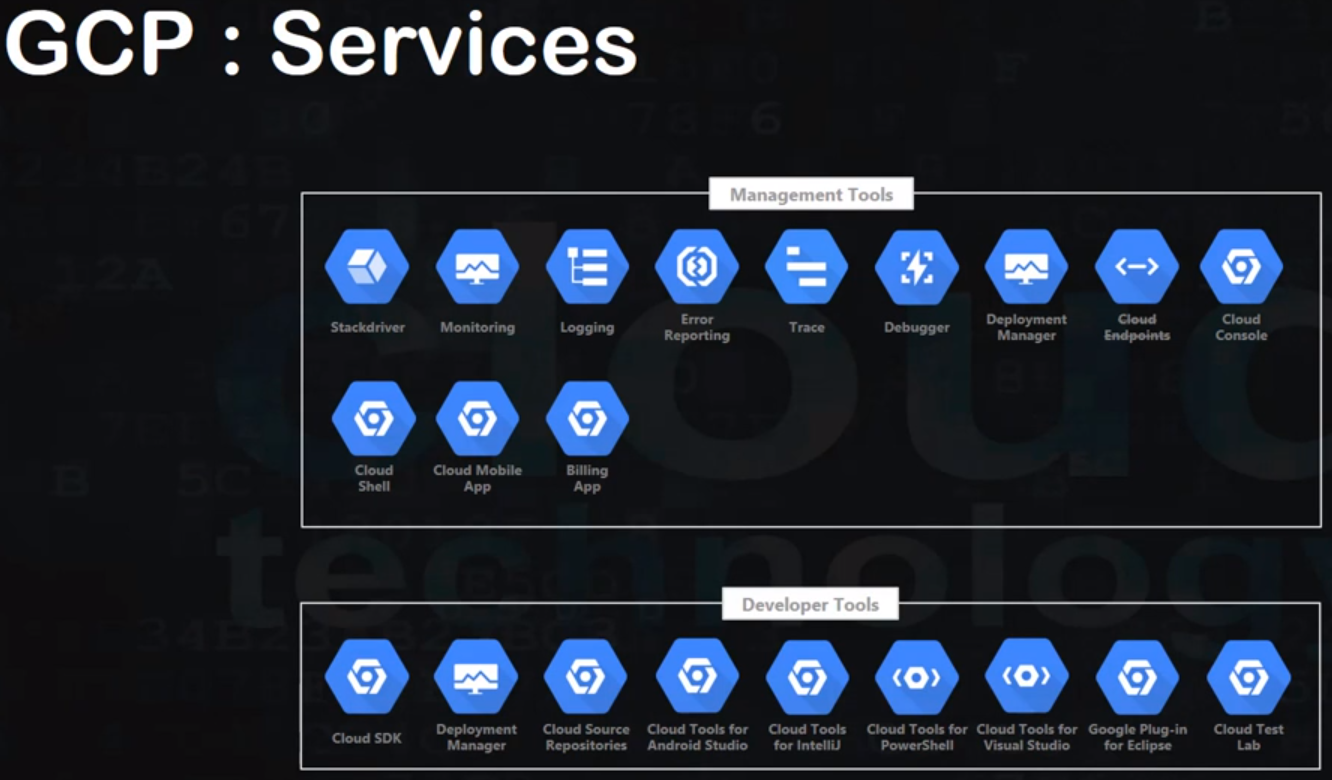 GCP : Services
Management Tools
Stackdriver
Monitoring
Logging
Error
Reporting
Trace
Debugger
Deployment
Manager
Cloud
Endpoints
Cloud
Console
Cloud
Shell
Cloud Mobile
App
Billing
App
cloud
technology
Developer Tools
Cloud SDK
Deployment
Manager
Cloud Source
Repositories
Cloud Tools for
Android Studio
Cloud Tools
for IntelliJ
Cloud Tools for
PowerShell
Cloud Tools for
Visual Studio
Google Plug-in
for Eclipse
Cloud Test
Lab